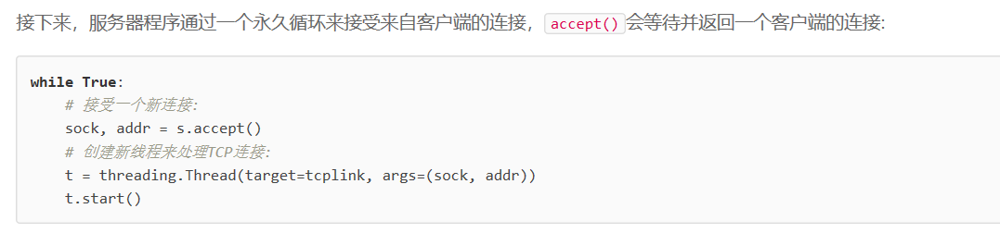 接下来，服务器程序通过一个永久循环来接受来自客户端的连接，accept()会等待并返回一个客户端的连接:
while True:
    # 接受一个新连接:
    sock, addr = s.accept()
    # 创建新线程来处理TCP连接:
    t = threading.Thread(target=tcplink, args=(sock, addr))
    t.start()